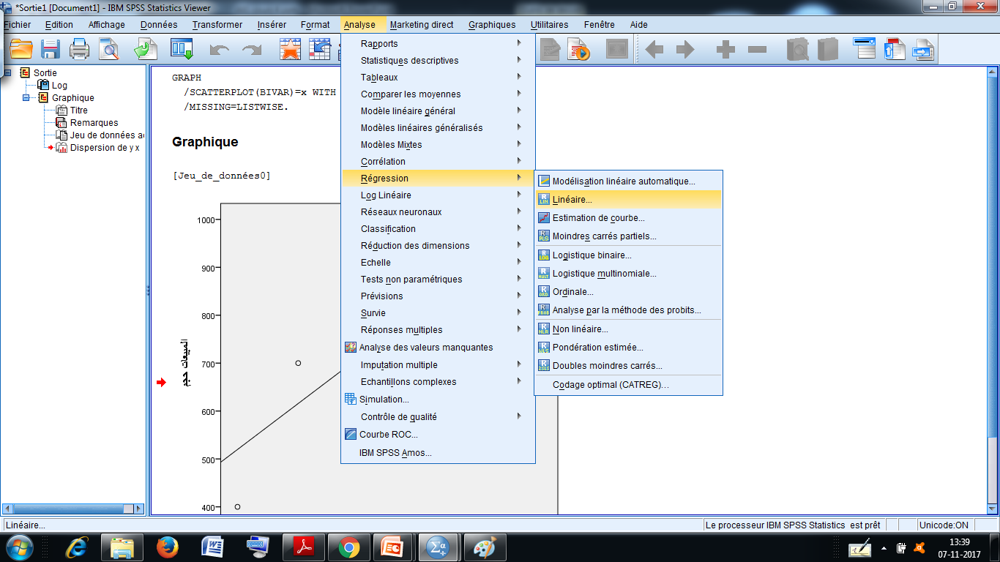 *Sortie1 [Document1] - IBM SPSS Statistics Viewer
Fichier Edition Affichage Données Transformer Insérer Format Analyse Marketing direct Graphiques Utilitaires Fenêtre Aide
Sortie
Log
Graphique
Titre
Remarques
Jeu de données a
Dispersion de y x
GRAPH
/SCATTERPLOT(BIVAR)=x WITH
/MISSING=LISTWISE.
Graphique
[Jeu_de_données0]
1000
900
800
700
600
500
400
Rapports
Statistiques descriptives
Tableaux
Comparer les moyennes
Modèle linéaire général
Modèles linéaires généralisés
Modèles Mixtes
Corrélation
Régression
Log Linéaire
Réseaux neuronaux
Classification
Réduction des dimensions
Echelle
Tests non paramétriques
Prévisions
Survie
Réponses multiples
Analyse des valeurs manquantes
Imputation multiple
Echantillons complexes
Simulation...
Contrôle de qualité
Courbe ROC...
IBM SPSS Amos...
Modélisation linéaire automatique...
Linéaire...
Estimation de courbe...
Moindres carrés partiels...
Logistique binaire...
Logistique multinomiale...
Ordinale...
Analyse par la méthode des probits...
Non linéaire...
Pondération estimée...
Doubles moindres carrés...
Codage optimal (CATREG)...
Linéaire...
Le processeur IBM SPSS Statistics est prêt
Unicode:ON
13:39
07-11-2017